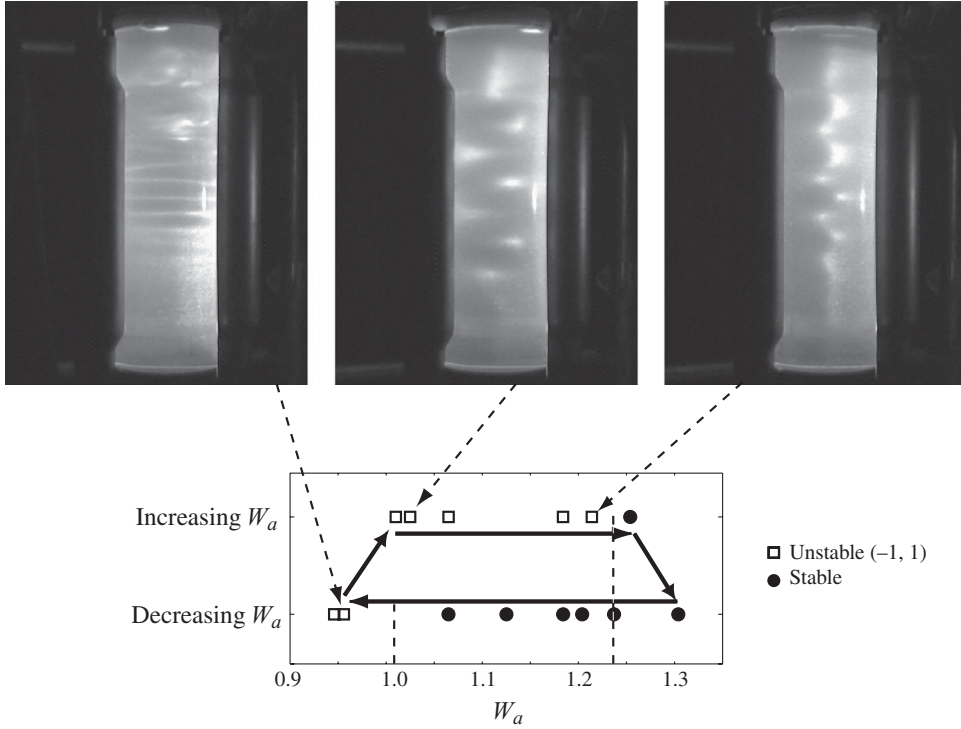 Increasing Wₐ
Unstable (–1, 1)
Stable
Decreasing Wₐ
0.9 1.0 1.1 1.2 1.3
Wₐ